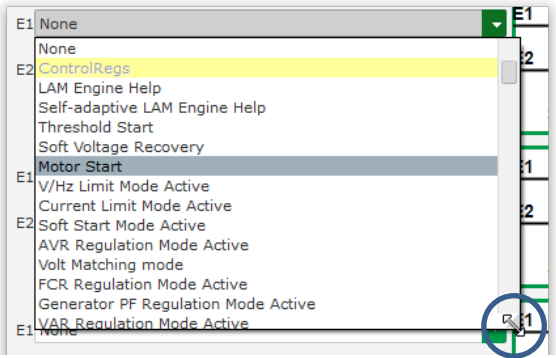 E1 None E1
None
E2 ControlRegs E2
LAM Engine Help
Self-adaptive LAM Engine Help
Threshold Start
Soft Voltage Recovery
E1 Motor Start E1
V/Hz Limit Mode Active
Current Limit Mode Active E2
E2 Soft Start Mode Active
AVR Regulation Mode Active
Volt Matching mode
FCR Regulation Mode Active
Generator PF Regulation Mode Active
VAR Regulation Mode Active E1
E1 None